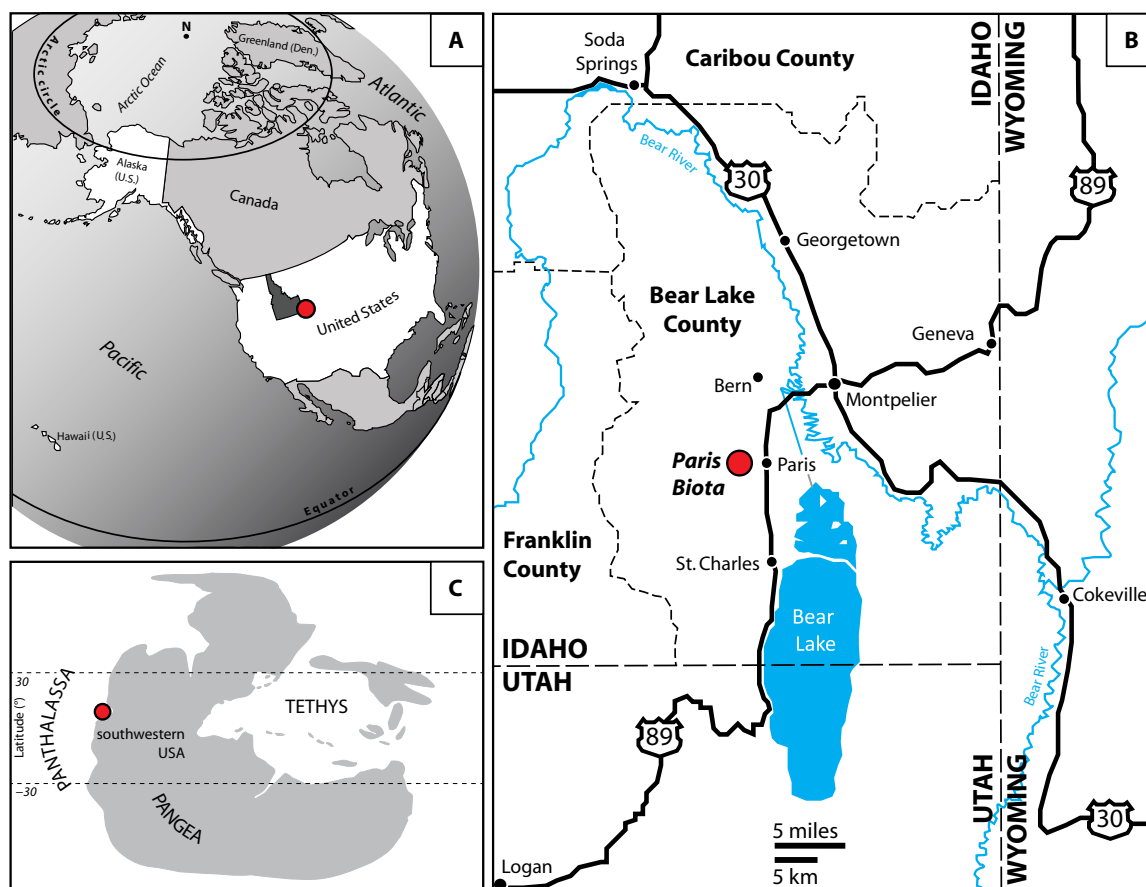 A
N
Greenland (Den.)
Arctic circle
Arctic Ocean
Atlantic
Alaska
(U.S.)
Canada
United States
Pacific
Hawaii (U.S.)
Equator
B
Soda
Springs
Caribou County
IDAHO
WYOMING
Bear River
30
89
Georgetown
Bear Lake
County
Geneva
Bern
Montpelier
Paris
Biota
Paris
Franklin
County
St. Charles
Cokeville
Bear
Lake
IDAHO
UTAH
Bear River
89
UTAH
WYOMING
30
5 miles
5 km
Logan
C
30
Latitude (°)
–30
PANTHALASSA
TETHYS
southwestern
USA
PANGEA